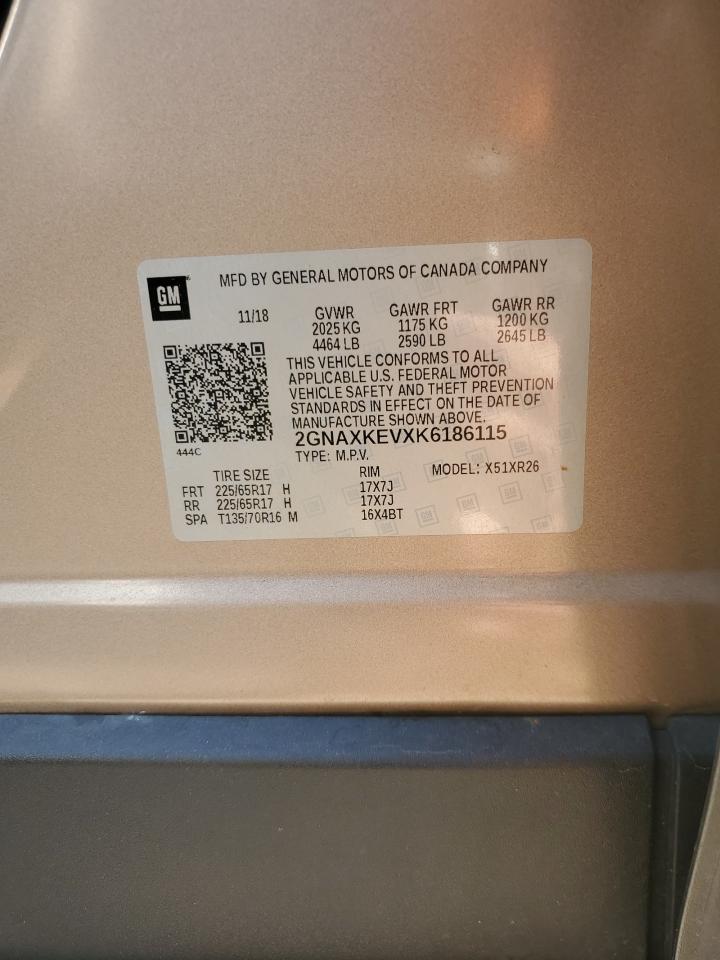 GM
MFD BY GENERAL MOTORS OF CANADA COMPANY
11/18 GVWR GAWR FRT GAWR RR
2025 KG 1175 KG 1200 KG
4464 LB 2590 LB 2645 LB
THIS VEHICLE CONFORMS TO ALL
APPLICABLE U.S. FEDERAL MOTOR
VEHICLE SAFETY AND THEFT PREVENTION
STANDARDS IN EFFECT ON THE DATE OF
MANUFACTURE SHOWN ABOVE.
444C 2GNAXKEVXK6186115
TYPE: M.P.V.
TIRE SIZE RIM MODEL: X51XR26
FRT 225/65R17 H 17X7J
RR 225/65R17 H 17X7J
SPA T135/70R16 M 16X4BT